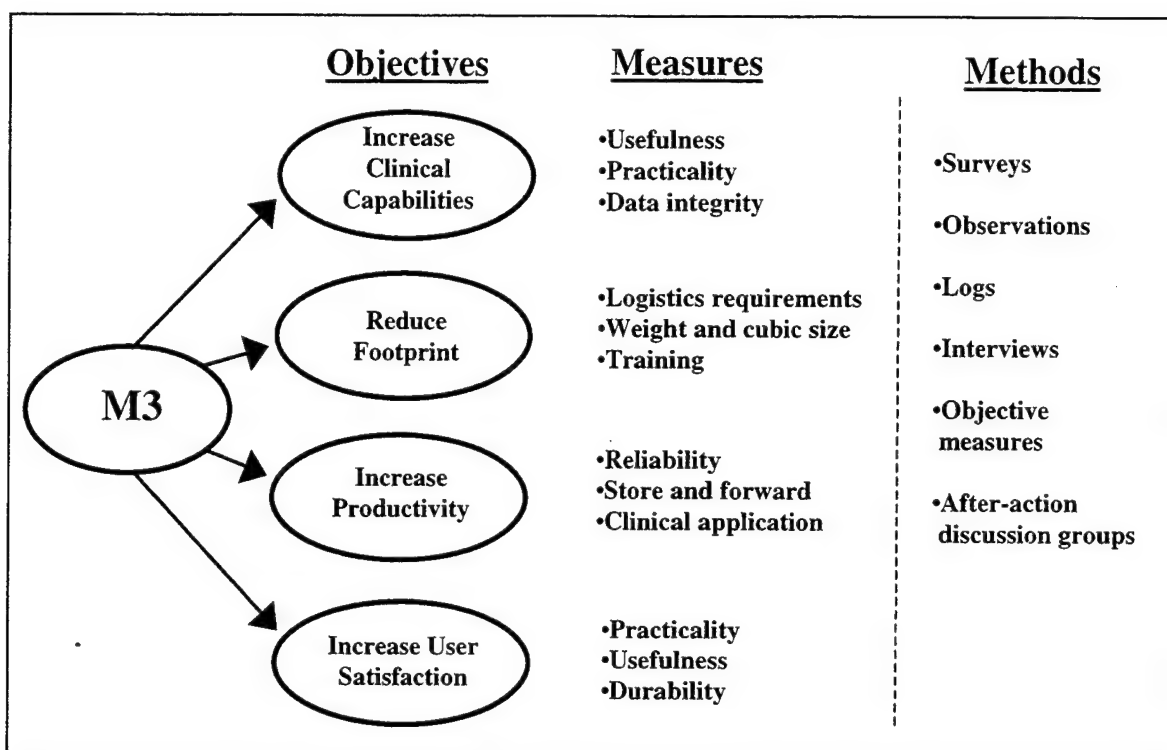 Objectives
Measures
Methods
M3
Increase
Clinical
Capabilities
•Usefulness
•Practicality
•Data integrity
Reduce
Footprint
•Logistics requirements
•Weight and cubic size
•Training
Increase
Productivity
•Reliability
•Store and forward
•Clinical application
Increase User
Satisfaction
•Practicality
•Usefulness
•Durability
•Surveys
•Observations
•Logs
•Interviews
•Objective
measures
•After-action
discussion groups